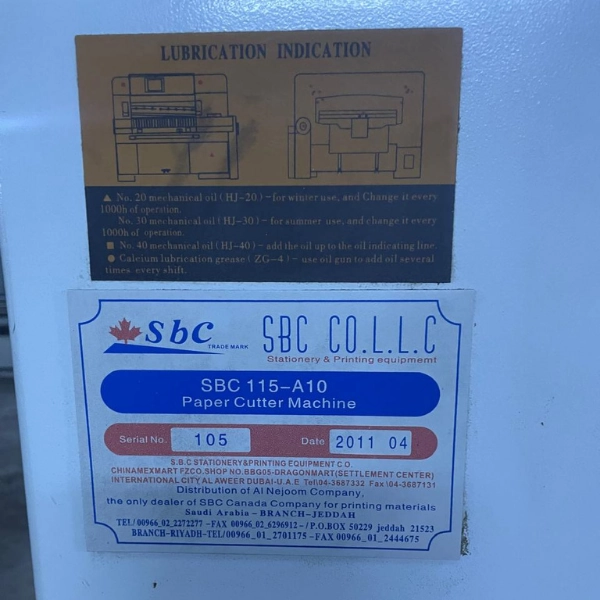 LUBRICATION INDICATION
▲ No. 20 mechanical oil ( HJ-20 ) – for winter use, and Change it every
1000h of operation.
No. 30 mechanical oil ( HJ-30 ) – for summer use, and change it every
1000h of operation.
■ No. 40 mechanical oil ( HJ-40 ) – add the oil up to the oil indicating line.
● Calcium lubrication grease ( ZG-4 ) – use oil gun to add oil several
times every shift.
sbc TRADE MARK
SBC CO.L.L.C
Stationery & Printing equipmemt
SBC 115-A10
Paper Cutter Machine
Serial No. 105 Date 2011 04
S.B.C STATIONERY&PRINTING EQUIPMENT C O.
CHINAMEXMART FZCO.SHOP NO.BBG05-DRAGONMART(SETTLEMENT CENTER)
INTERNATIONAL CITY AL AWEER DUBAI-U.A.E Tel\04-3687332 Fax\04-3687131
Distribution of Al Nejoom Company,
the only dealer of SBC Canada Company for printing materials
Saudi Arabia - BRANCH-JEDDAH
TEL/ 00966_02_2272277 -FAX 00966_02_6296912 -/ P.O.BOX 50229 jeddah 21523
BRANCH-RIYADH-TEL/00966_01_2701175 -FAX 00966_01_2444675